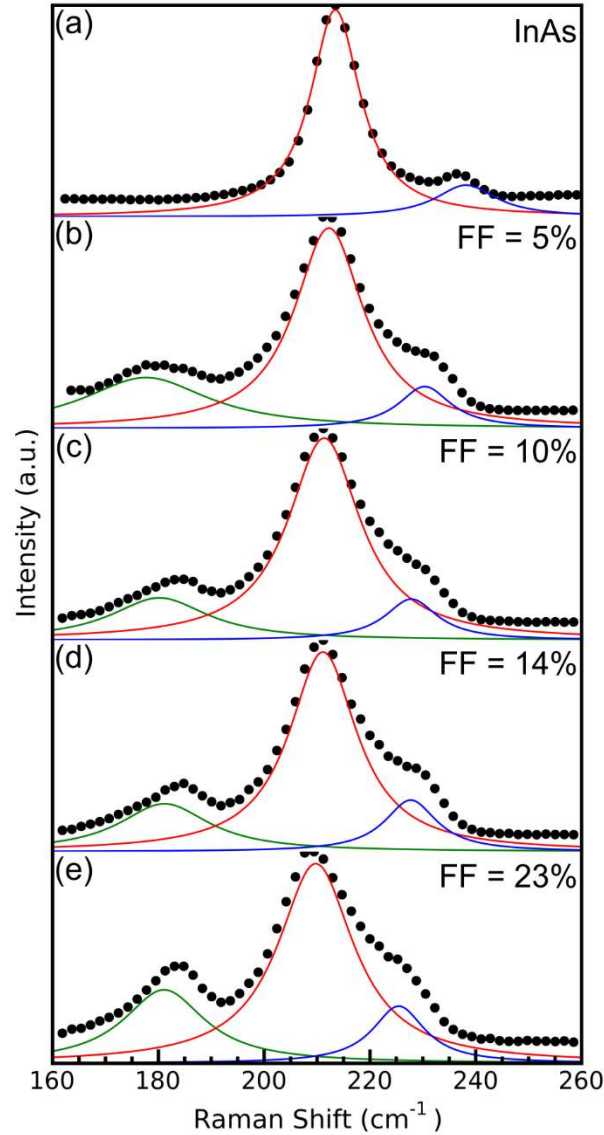 (a) InAs
(b) FF = 5%
(c) FF = 10%
(d) FF = 14%
(e) FF = 23%
Intensity (a.u.)
160 180 200 220 240 260
Raman Shift (cm⁻¹)